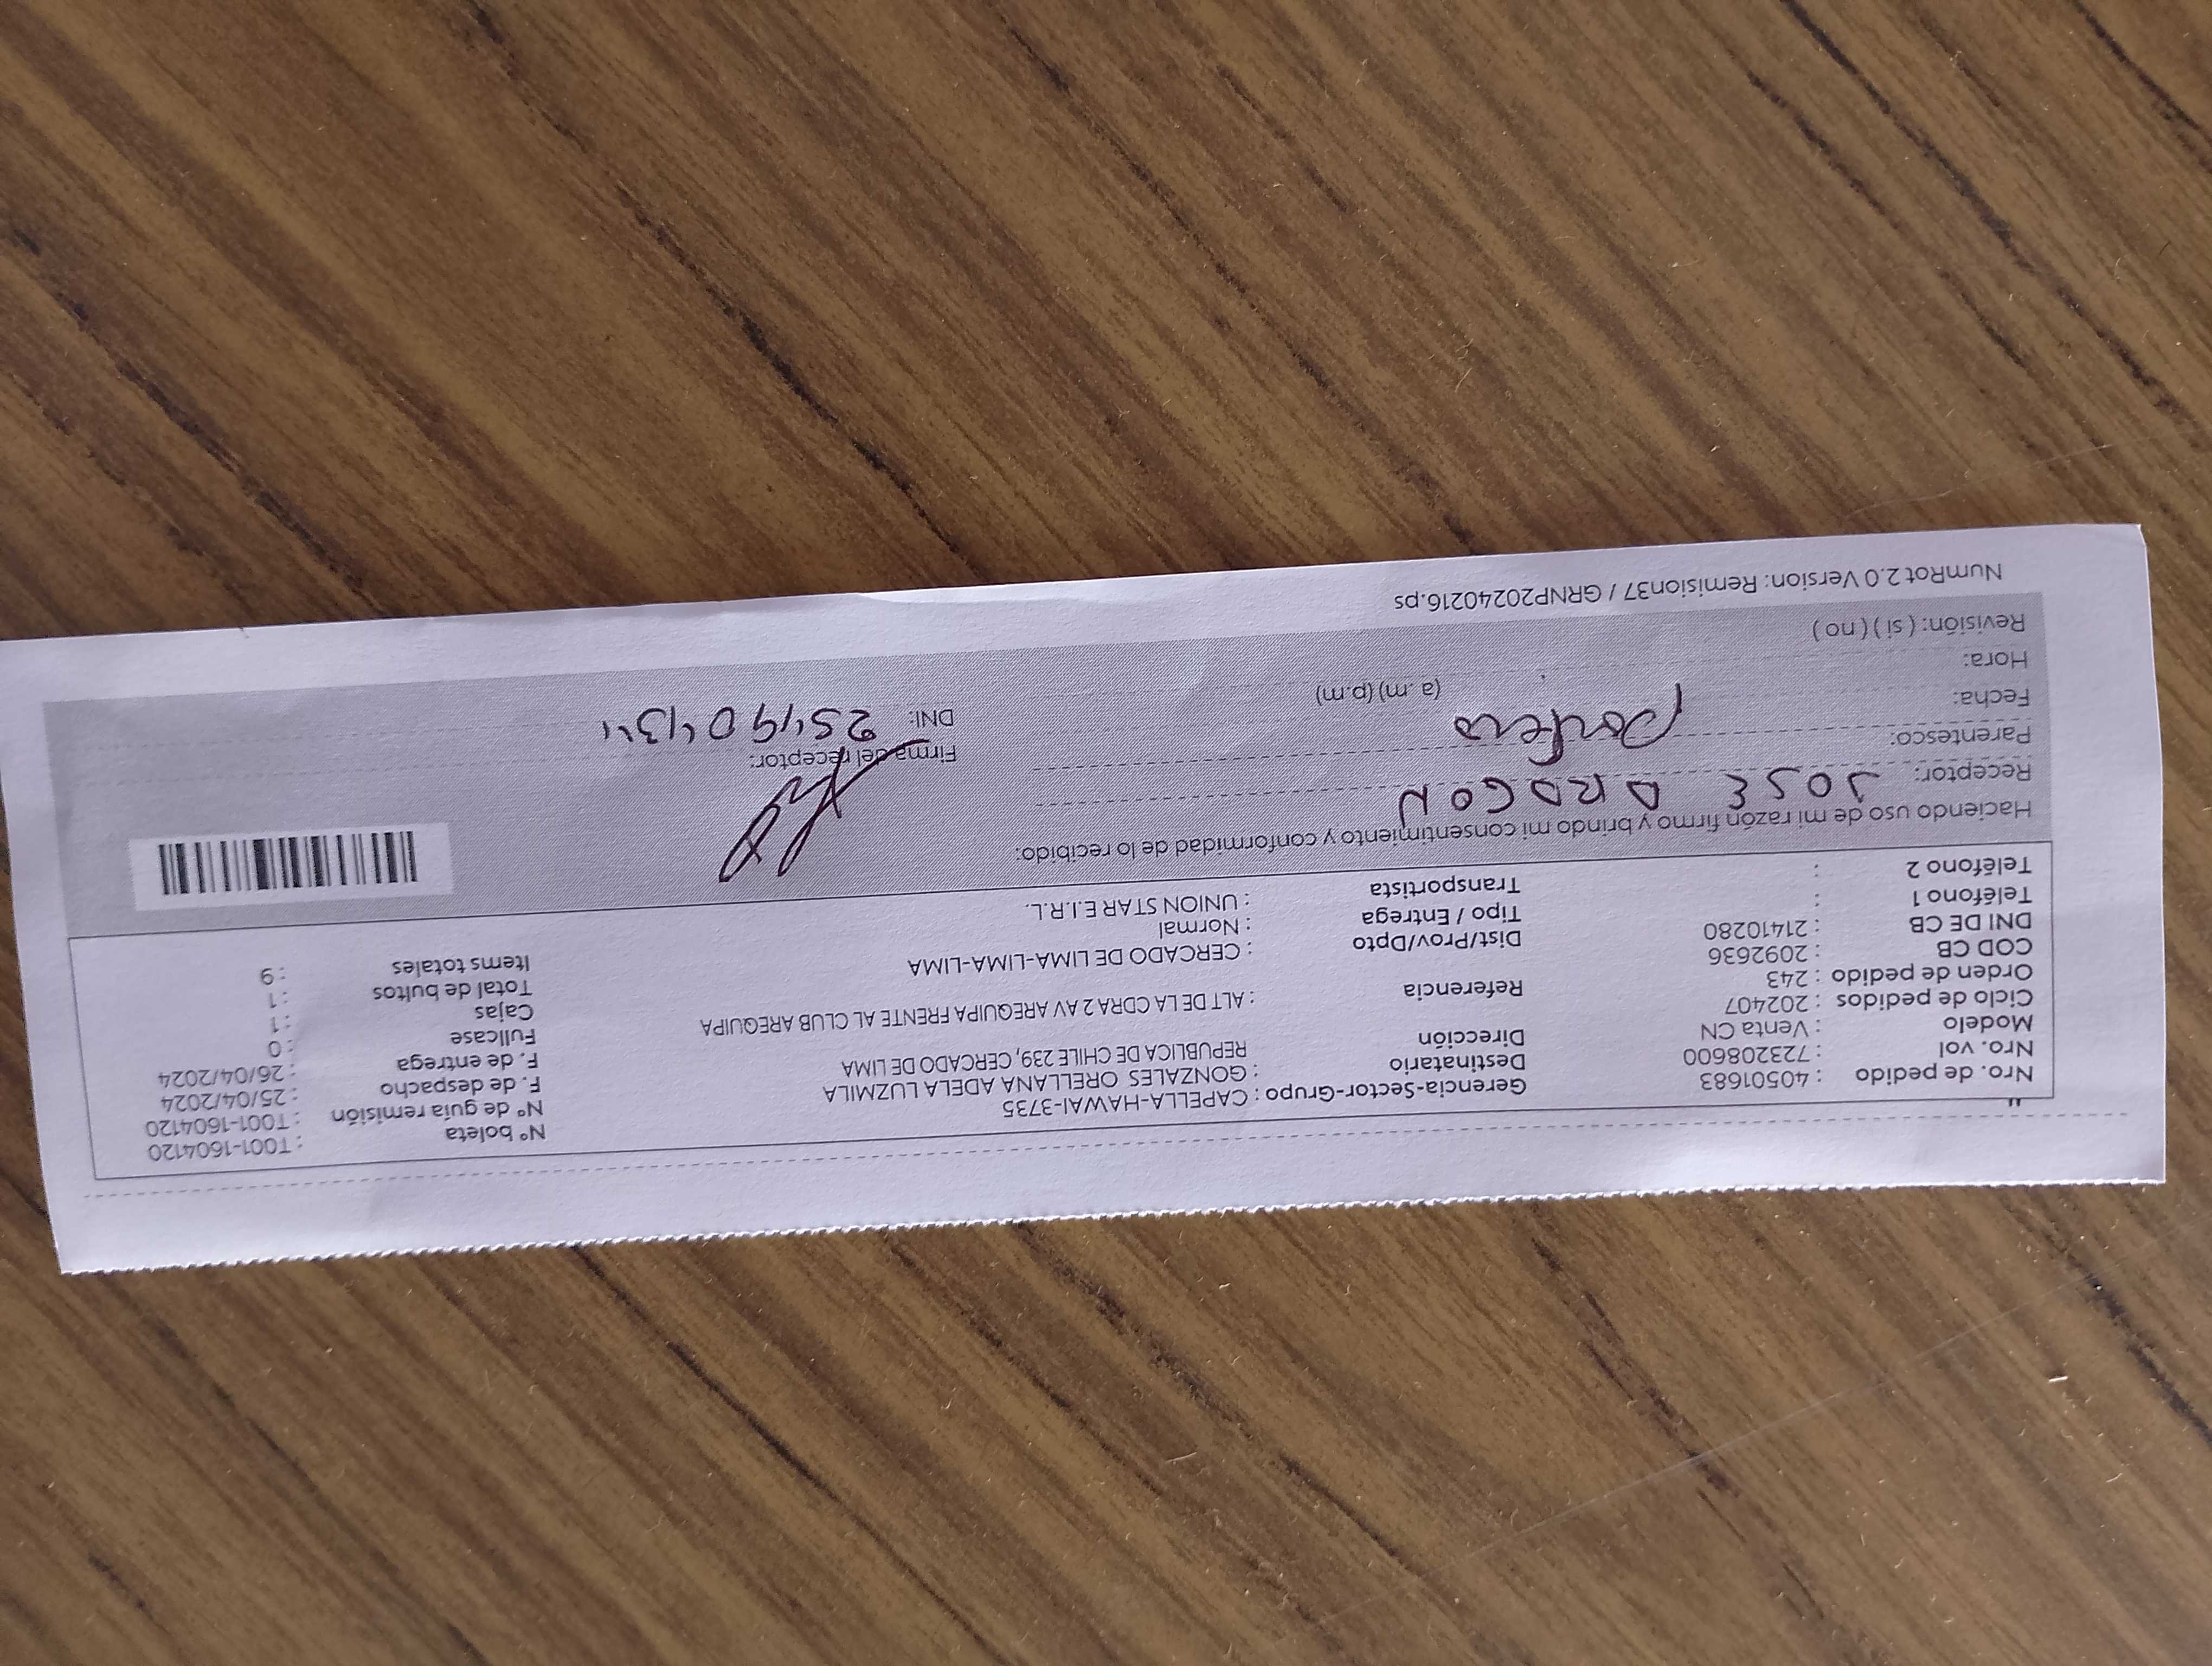 Nro. de pedido : 40501683 Gerencia-Sector-Grupo : CAPELLA-HAWAI-3735 N° boleta : T001-1604120
Nro. vol : 723208600 Destinatario : GONZALES ORELLANA ADELA LUZMILA N° de guia remisión : T001-1604120
Modelo : Venta CN Dirección REPUBLICA DE CHILE 239, CERCADO DE LIMA F. de despacho : 25/04/2024
Ciclo de pedidos : 202407 F. de entrega : 26/04/2024
Orden de pedido : 243 Referencia : ALT DE LA CDRA 2 AV AREQUIPA FRENTE AL CLUB AREQUIPA Fullcase : 0
COD CB : 2092636 Dist/Prov/Dpto : CERCADO DE LIMA-LIMA-LIMA Cajas : 1
DNI DE CB : 21410280 Tipo / Entrega : Normal Total de bultos : 1
Teléfono 1 : Transportista : UNION STAR E.I.R.L. Items totales : 9
Teléfono 2 :
Haciendo uso de mi razón firmo y brindo mi consentimiento y conformidad de lo recibido:
Receptor: JOSE ARAGON
Parentesco: portero Firma del receptor:
Fecha: DNI:
Hora: (a. m) (p.m)
Revisión: ( si ) ( no )
NumRot 2.0 Version: Remision37 / GRNP20240216.ps